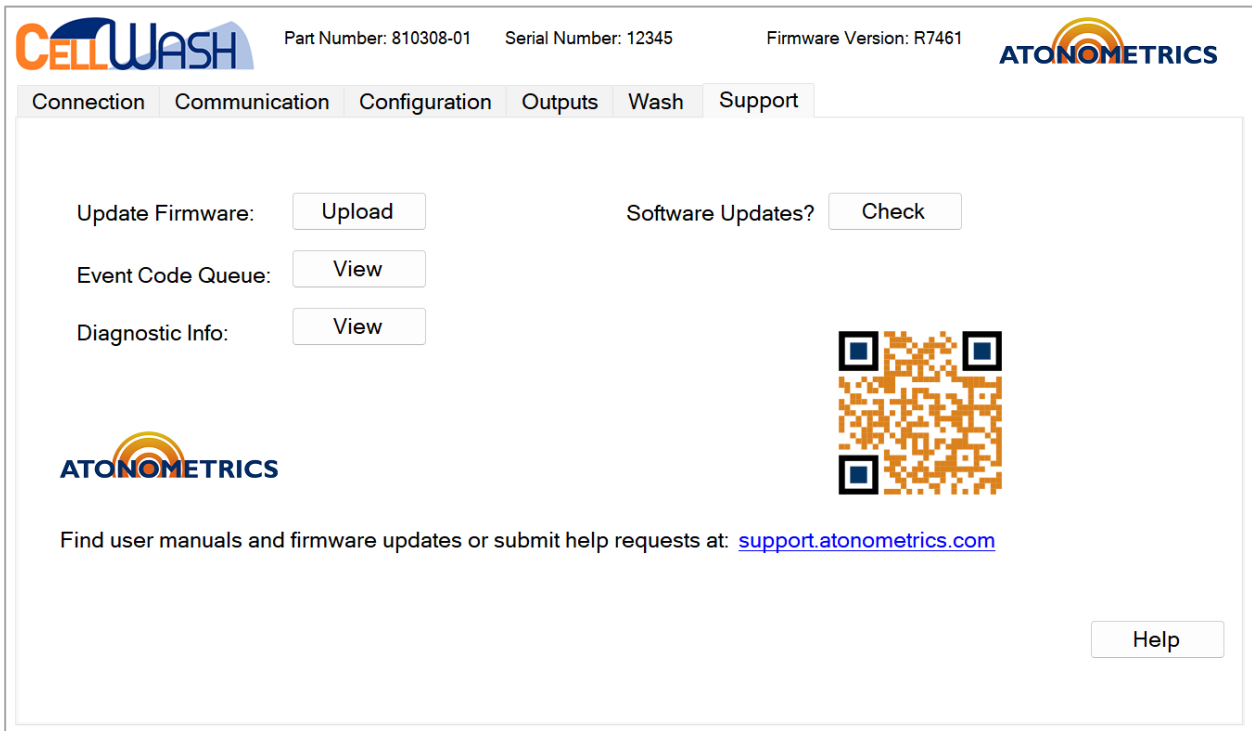 CELLWASH Part Number: 810308-01 Serial Number: 12345 Firmware Version: R7461 ATONOMETRICS
Connection Communication Configuration Outputs Wash Support
Update Firmware: Upload Software Updates? Check
Event Code Queue: View
Diagnostic Info: View
ATONOMETRICS
Find user manuals and firmware updates or submit help requests at: support.atonometrics.com
Help